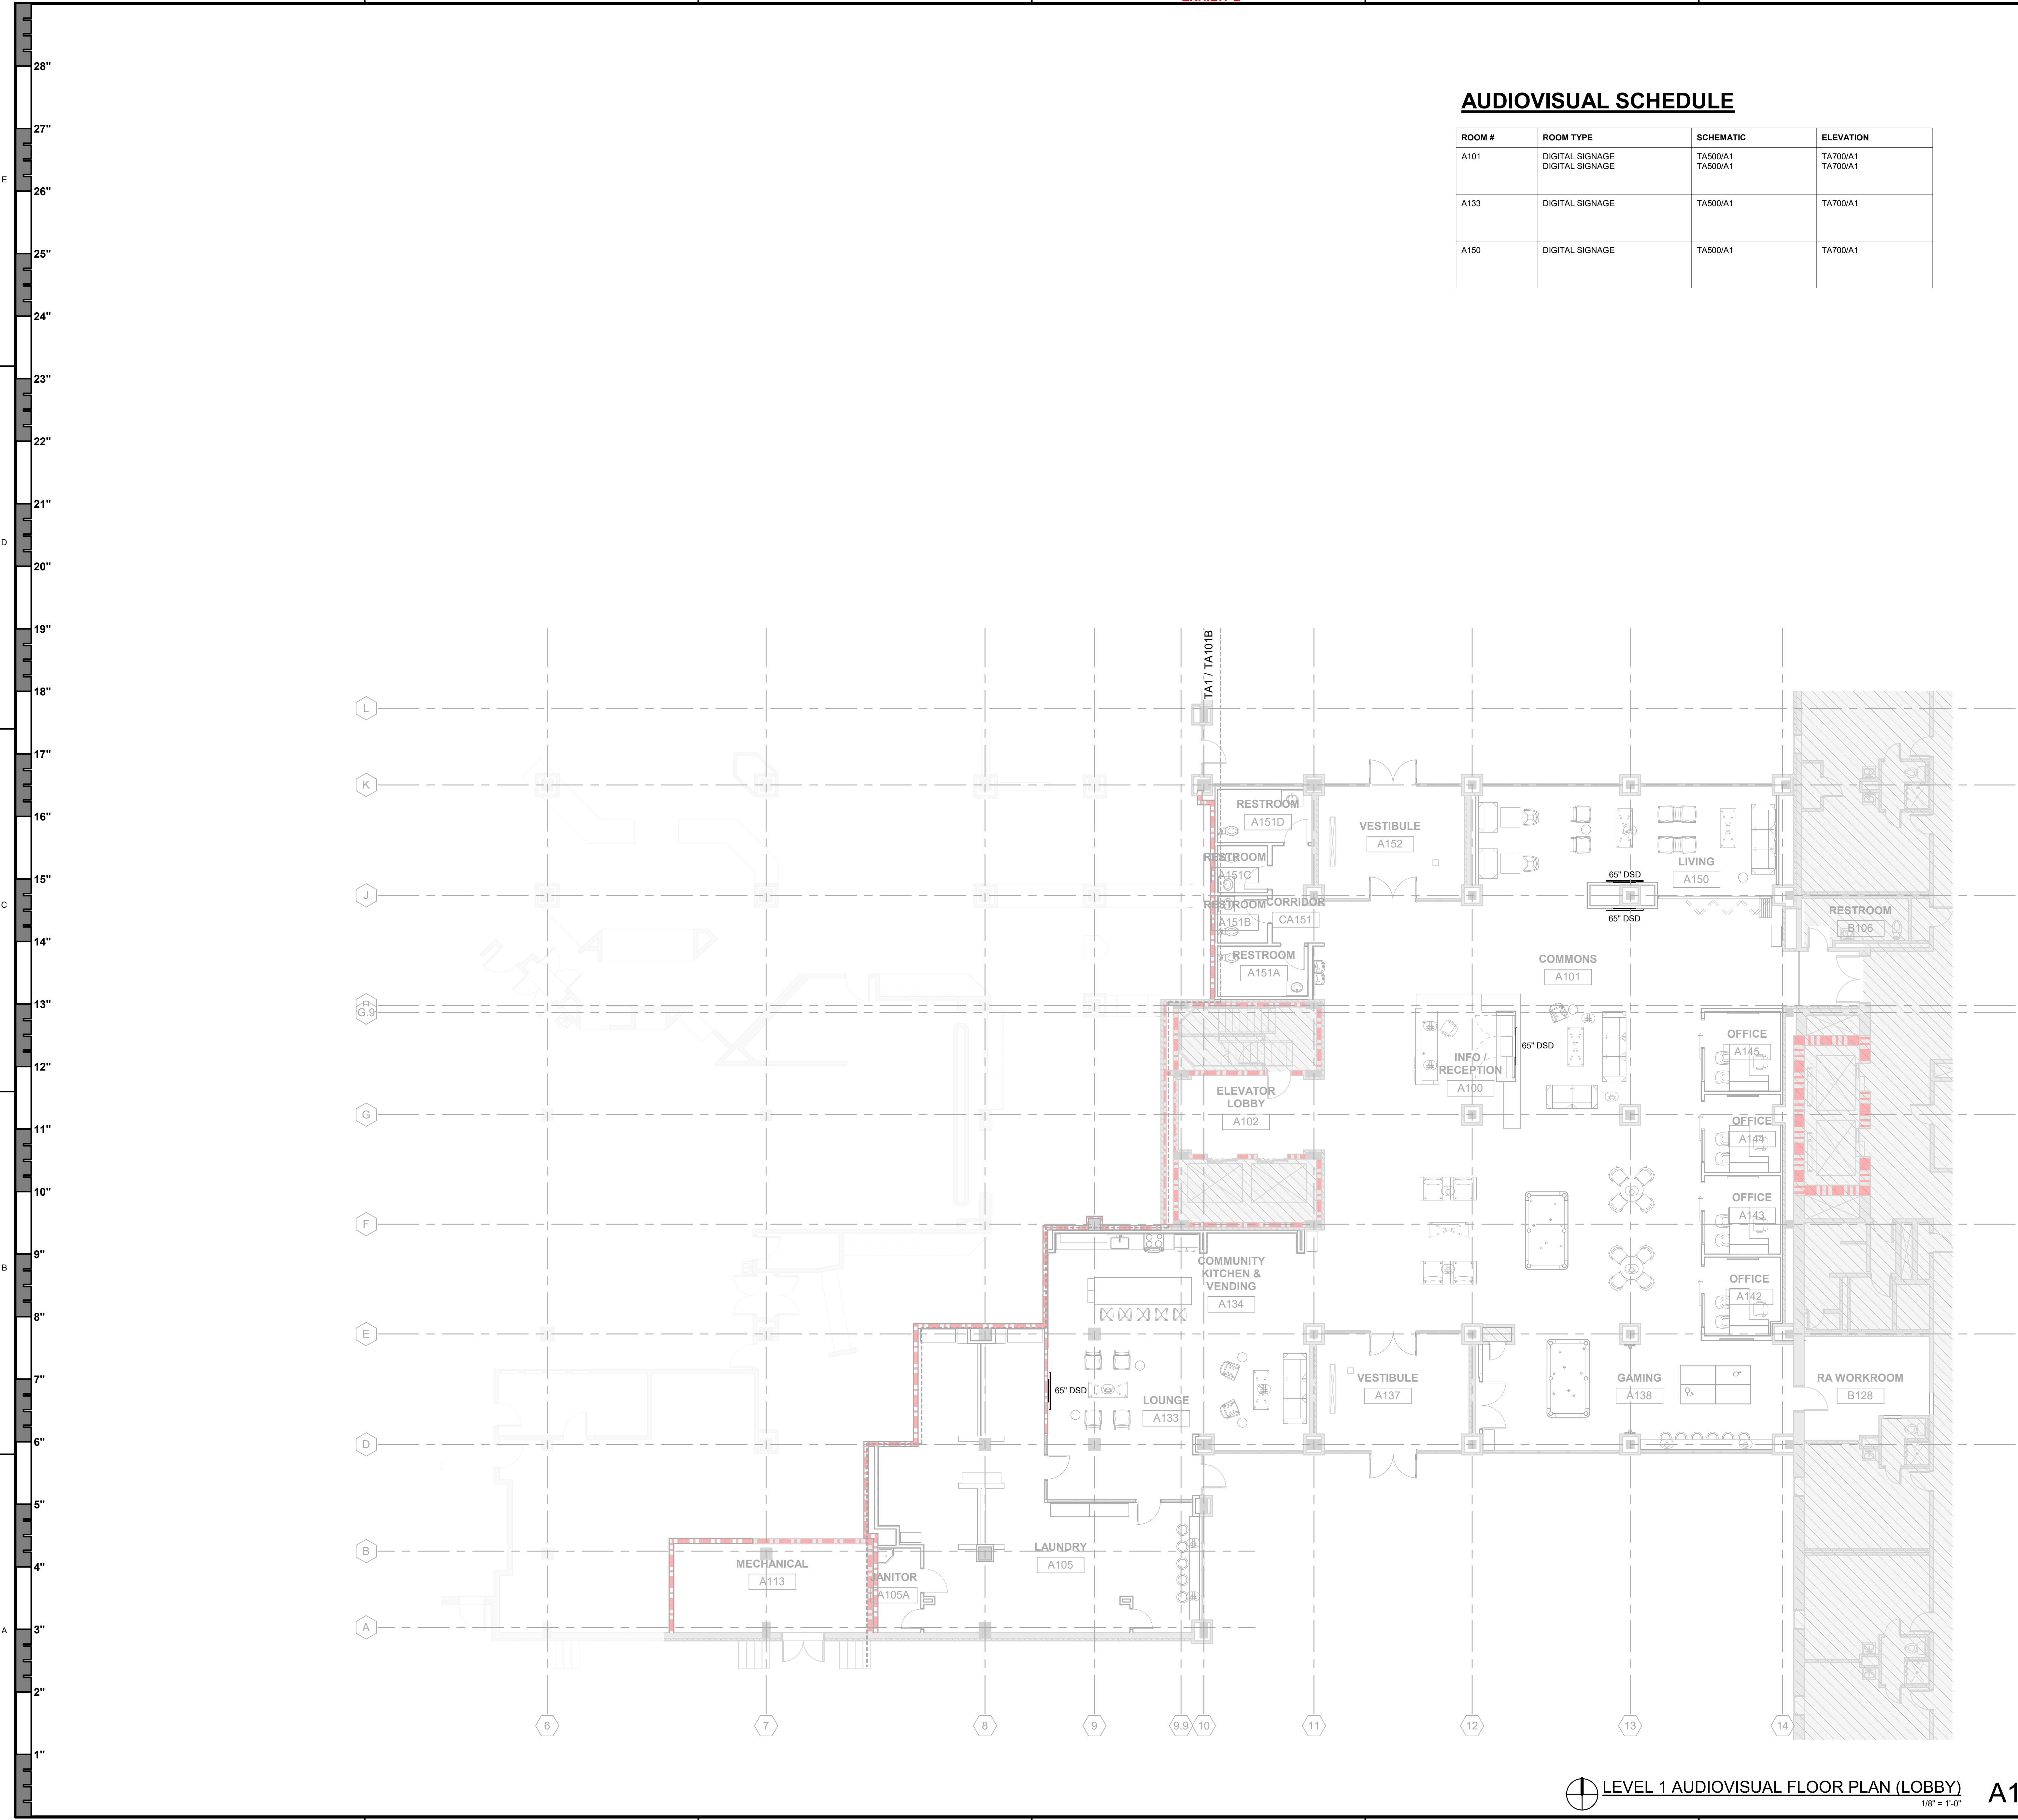 AUDIOVISUAL SCHEDULE
ROOM # ROOM TYPE SCHEMATIC ELEVATION
A101 DIGITAL SIGNAGE TA500/A1 TA700/A1
DIGITAL SIGNAGE TA500/A1 TA700/A1
A133 DIGITAL SIGNAGE TA500/A1 TA700/A1
A150 DIGITAL SIGNAGE TA500/A1 TA700/A1
28"
27"
E
26"
25"
24"
23"
22"
21"
D
20"
19"
18"
17"
16"
15"
C
14"
13"
12"
11"
10"
9"
B
8"
7"
6"
5"
4"
A
3"
2"
1"
TA1 / TA101B
L
K
J
H
G.9
G
F
E
D
B
A
RESTROOM
A151D
VESTIBULE
A152
RESTROOM
A151C
LIVING
A150
65" DSD
65" DSD
RESTROOM
A151B
CORRIDOR
CA151
RESTROOM
B106
RESTROOM
A151A
COMMONS
A101
OFFICE
A145
65" DSD
INFO /
RECEPTION
A100
ELEVATOR
LOBBY
A102
OFFICE
A144
OFFICE
A143
COMMUNITY
KITCHEN &
VENDING
A134
OFFICE
A142
65" DSD
LOUNGE
A133
VESTIBULE
A137
GAMING
A138
RA WORKROOM
B128
LAUNDRY
A105
MECHANICAL
A113
JANITOR
A105A
6 7 8 9 9.9 10 11 12 13 14
LEVEL 1 AUDIOVISUAL FLOOR PLAN (LOBBY)
1/8" = 1'-0"
A1